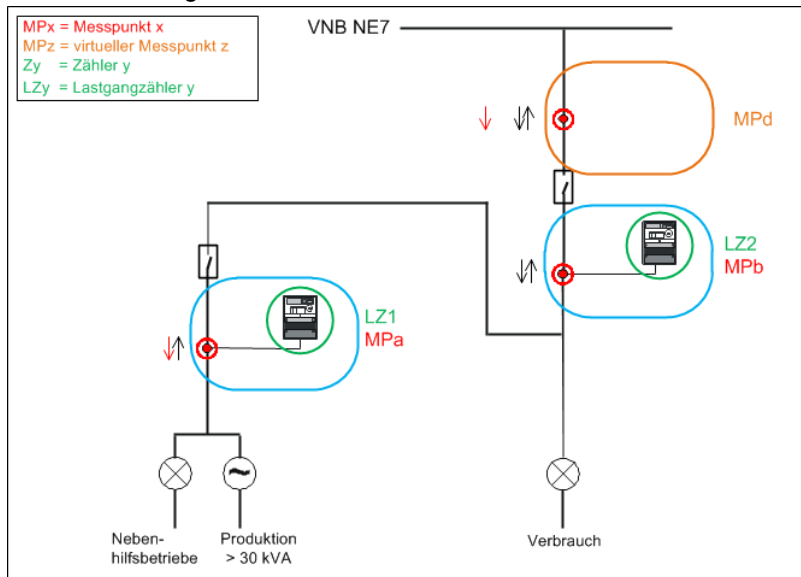 MPx = Messpunkt x
MPz = virtueller Messpunkt z
Zy = Zähler y
LZy = Lastgangzähler y
VNB NE7
MPd
LZ2
MPb
LZ1
MPa
Neben-
hilfsbetriebe
Produktion
> 30 kVA
Verbrauch